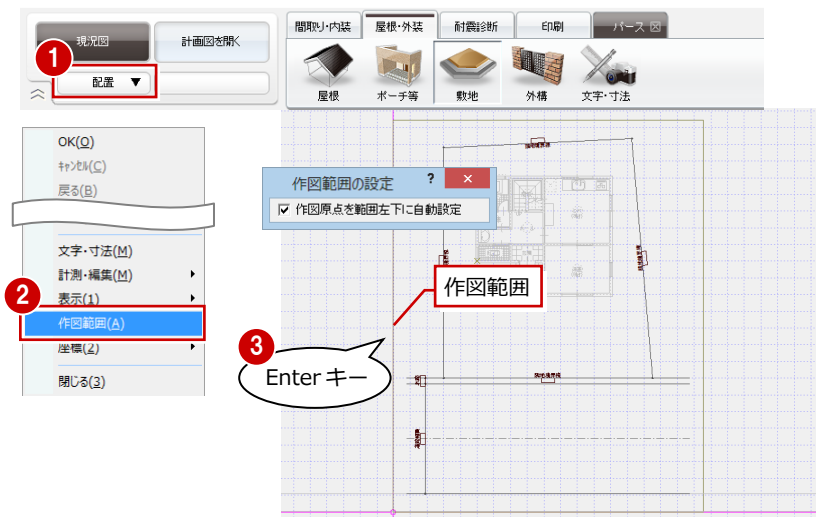 現況図
計画図を開く
1
配置 ▼
間取り・内装
屋根・外装
耐震診断
印刷
パース
屋根
ポーチ等
敷地
外構
文字・寸法
OK(O)
キャンセル(C)
戻る(B)
文字・寸法(M)
計測・編集(M)
2
表示(1)
作図範囲(A)
座標(2)
閉じる(3)
作図範囲の設定 ? ×
作図原点を範囲左下に自動設定
作図範囲
3
Enter キー
隣地境界線